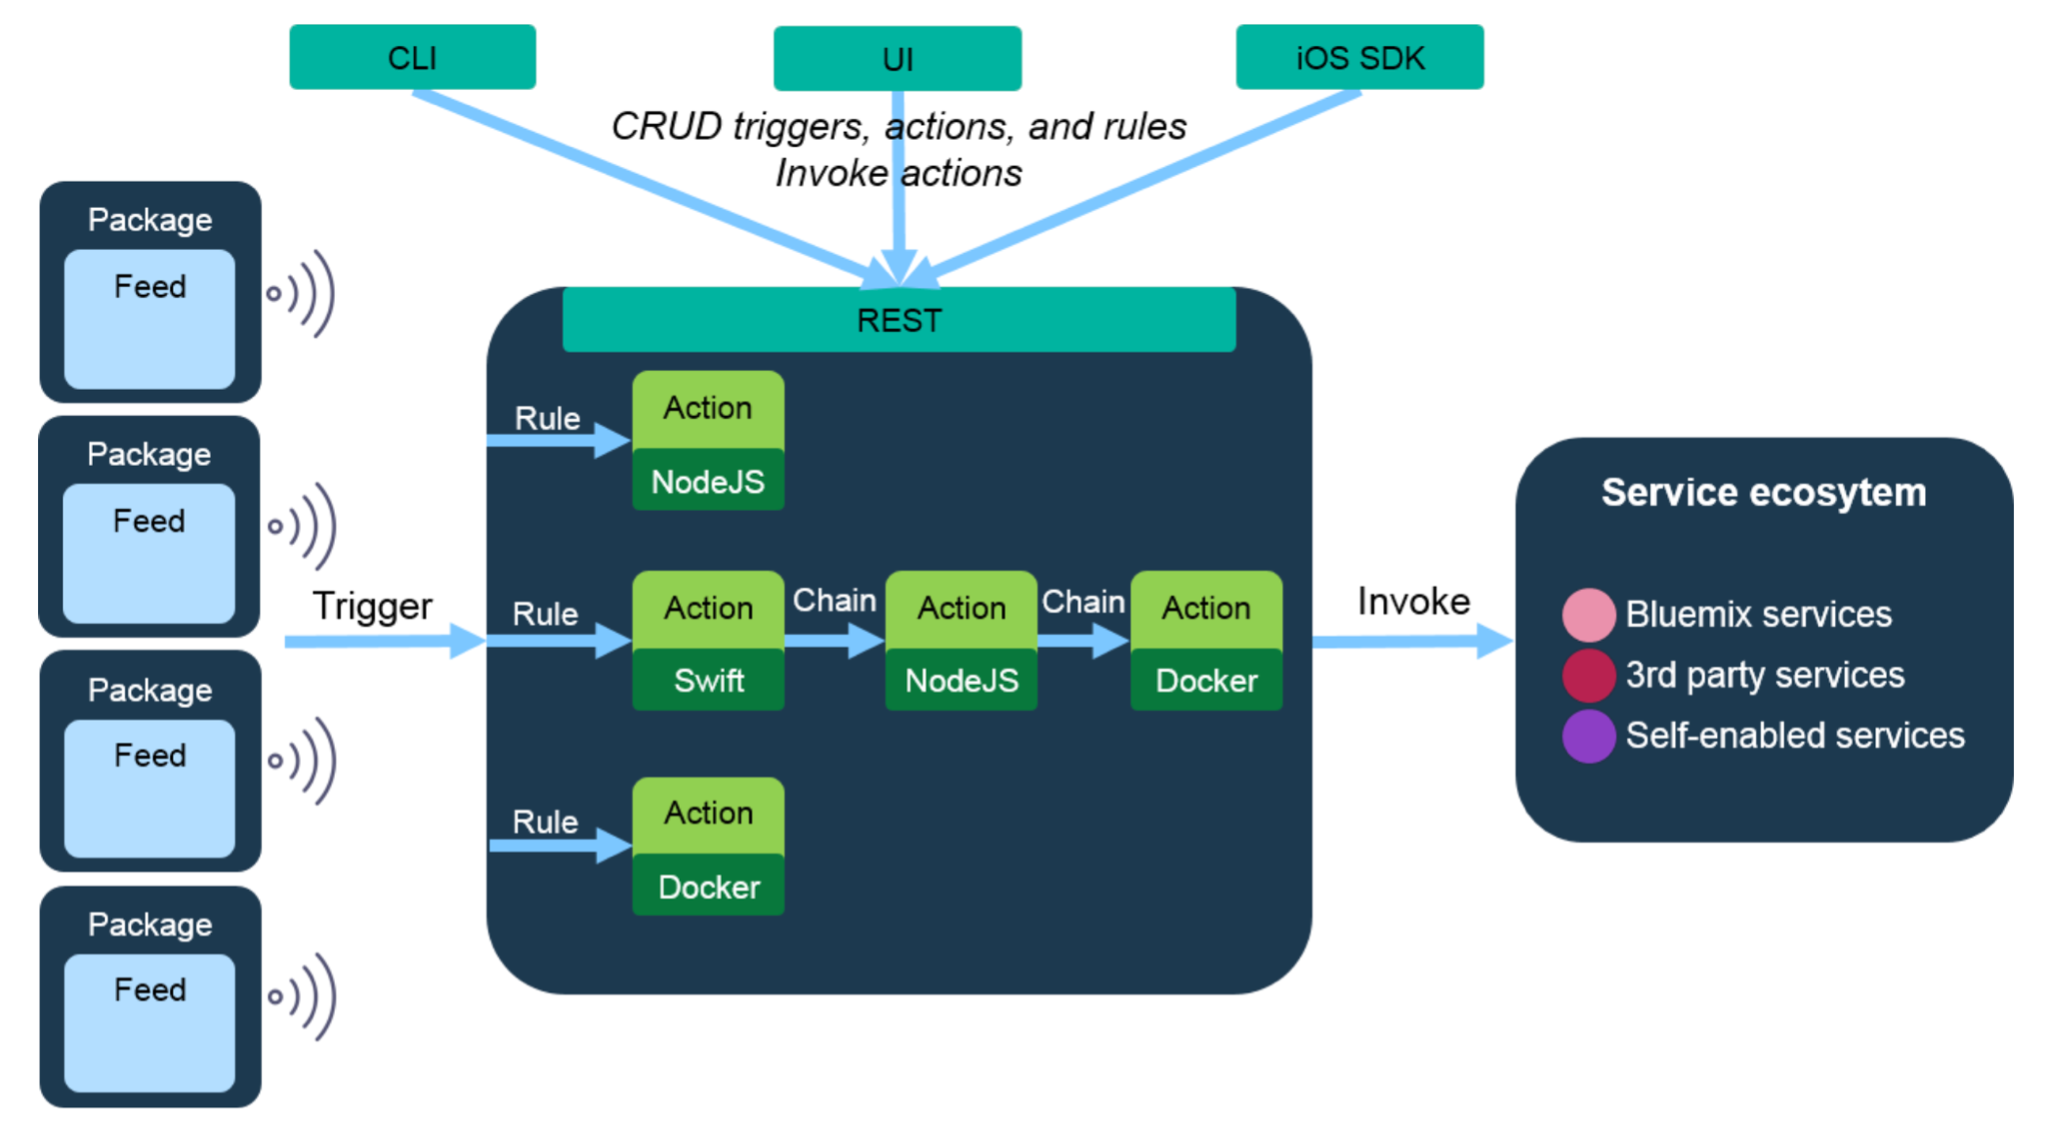 CLI
UI
iOS SDK
CRUD triggers, actions, and rules
Invoke actions
Package
Feed
Package
Feed
Package
Feed
Package
Feed
Trigger
REST
Rule
Action
NodeJS
Rule
Action
Swift
Chain
Action
NodeJS
Chain
Action
Docker
Rule
Action
Docker
Invoke
Service ecosytem
Bluemix services
3rd party services
Self-enabled services